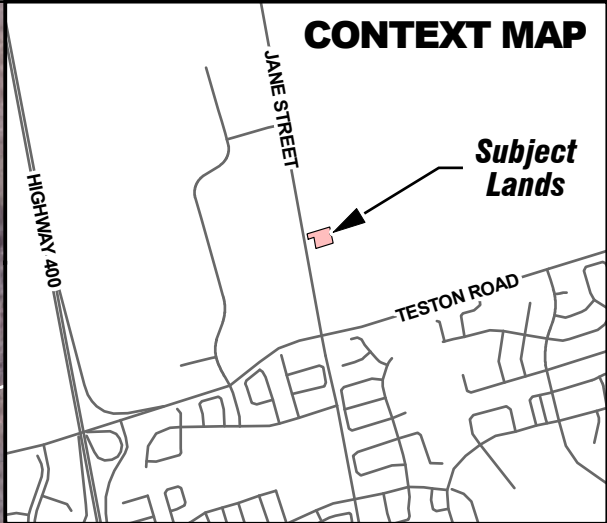 CONTEXT MAP
JANE STREET
Subject
Lands
HIGHWAY 400
TESTON ROAD